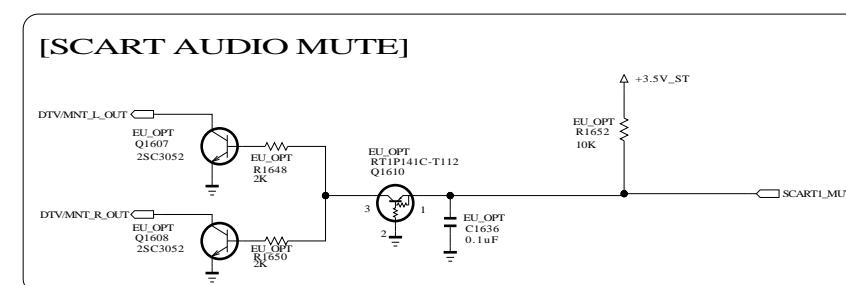 [SCART AUDIO MUTE]
+3.5V_ST
DTV/MNT_L_OUT
EU_OPT
Q1607
2SC3052
EU_OPT
R1648
2K
EU_OPT
RT1P141C-T112
Q1610
EU_OPT
R1652
10K
3
1
2
SCART1_MU
DTV/MNT_R_OUT
EU_OPT
Q1608
2SC3052
EU_OPT
R1650
2K
EU_OPT
C1636
0.1uF